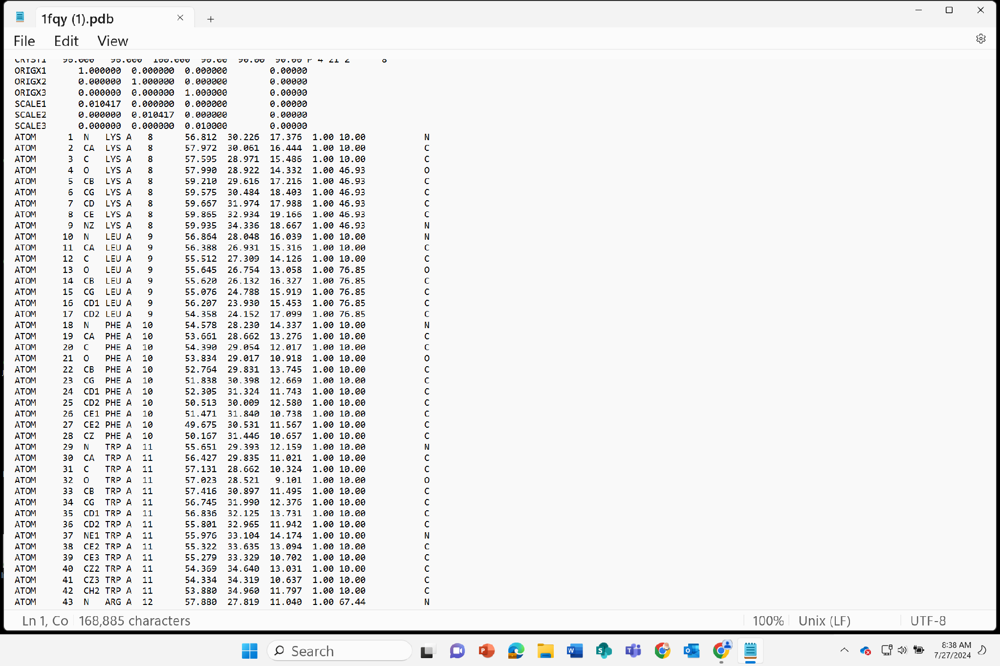 1fqy (1).pdb
File Edit View
CRYST1   96.000   96.000  100.000  90.00  90.00  90.00 P 4 21 2      8
ORIGX1      1.000000  0.000000  0.000000        0.00000
ORIGX2      0.000000  1.000000  0.000000        0.00000
ORIGX3      0.000000  0.000000  1.000000        0.00000
SCALE1      0.010417  0.000000  0.000000        0.00000
SCALE2      0.000000  0.010417  0.000000        0.00000
SCALE3      0.000000  0.000000  0.010000        0.00000
ATOM      1  N   LYS A   8      56.812  30.226  17.376  1.00 10.00           N
ATOM      2  CA  LYS A   8      57.972  30.061  16.444  1.00 10.00           C
ATOM      3  C   LYS A   8      57.595  28.971  15.486  1.00 10.00           C
ATOM      4  O   LYS A   8      57.990  28.922  14.332  1.00 46.93           O
ATOM      5  CB  LYS A   8      59.210  29.616  17.216  1.00 46.93           C
ATOM      6  CG  LYS A   8      59.575  30.484  18.403  1.00 46.93           C
ATOM      7  CD  LYS A   8      59.667  31.974  17.988  1.00 46.93           C
ATOM      8  CE  LYS A   8      59.865  32.934  19.166  1.00 46.93           C
ATOM      9  NZ  LYS A   8      59.935  34.336  18.667  1.00 46.93           N
ATOM     10  N   LEU A   9      56.864  28.048  16.039  1.00 10.00           N
ATOM     11  CA  LEU A   9      56.388  26.931  15.316  1.00 10.00           C
ATOM     12  C   LEU A   9      55.512  27.309  14.126  1.00 10.00           C
ATOM     13  O   LEU A   9      55.645  26.754  13.058  1.00 76.85           O
ATOM     14  CB  LEU A   9      55.620  26.132  16.327  1.00 76.85           C
ATOM     15  CG  LEU A   9      55.076  24.788  15.919  1.00 76.85           C
ATOM     16  CD1 LEU A   9      56.207  23.930  15.453  1.00 76.85           C
ATOM     17  CD2 LEU A   9      54.358  24.152  17.099  1.00 76.85           C
ATOM     18  N   PHE A  10      54.578  28.230  14.337  1.00 10.00           N
ATOM     19  CA  PHE A  10      53.661  28.662  13.276  1.00 10.00           C
ATOM     20  C   PHE A  10      54.390  29.054  12.017  1.00 10.00           C
ATOM     21  O   PHE A  10      53.834  29.017  10.918  1.00 10.00           O
ATOM     22  CB  PHE A  10      52.764  29.831  13.745  1.00 10.00           C
ATOM     23  CG  PHE A  10      51.838  30.398  12.669  1.00 10.00           C
ATOM     24  CD1 PHE A  10      52.305  31.324  11.743  1.00 10.00           C
ATOM     25  CD2 PHE A  10      50.513  30.009  12.580  1.00 10.00           C
ATOM     26  CE1 PHE A  10      51.471  31.840  10.738  1.00 10.00           C
ATOM     27  CE2 PHE A  10      49.675  30.531  11.567  1.00 10.00           C
ATOM     28  CZ  PHE A  10      50.167  31.446  10.657  1.00 10.00           C
ATOM     29  N   TRP... A  11      55.651  29.393  12.159  1.00 10.00           N
ATOM     30  CA  TRP A  11      56.427  29.835  11.021  1.00 10.00           C
ATOM     31  C   TRP A  11      57.131  28.662  10.324  1.00 10.00           C
ATOM     32  O   TRP A  11      57.023  28.521   9.101  1.00 10.00           O
ATOM     33  CB  TRP A  11      57.416  30.897  11.495  1.00 10.00           C
ATOM     34  CG  TRP A  11      56.745  31.990  12.376  1.00 10.00           C
ATOM     35  CD1 TRP A  11      56.836  32.125  13.731  1.00 10.00           C
ATOM     36  CD2 TRP A  11      55.801  32.965  11.942  1.00 10.00           C
ATOM     37  NE1 TRP A  11      55.976  33.104  14.174  1.00 10.00           N
ATOM     38  CE2 TRP A  11      55.322  33.635  13.094  1.00 10.00           C
ATOM     39  CE3 TRP A  11      55.279  33.329  10.702  1.00 10.00           C
ATOM     40  CZ2 TRP A  11      54.369  34.640  13.031  1.00 10.00           C
ATOM     41  CZ3 TRP A  11      54.334  34.319  10.637  1.00 10.00           C
ATOM     42  CH2 TRP A  11      53.880  34.960  11.797  1.00 10.00           C
ATOM     43  N   ARG A  12      57.880  27.819  11.040  1.00 67.44           N
Ln 1, Co 168,885 characters 100% Unix (LF) UTF-8
Search
8:38 AM
7/27/2024